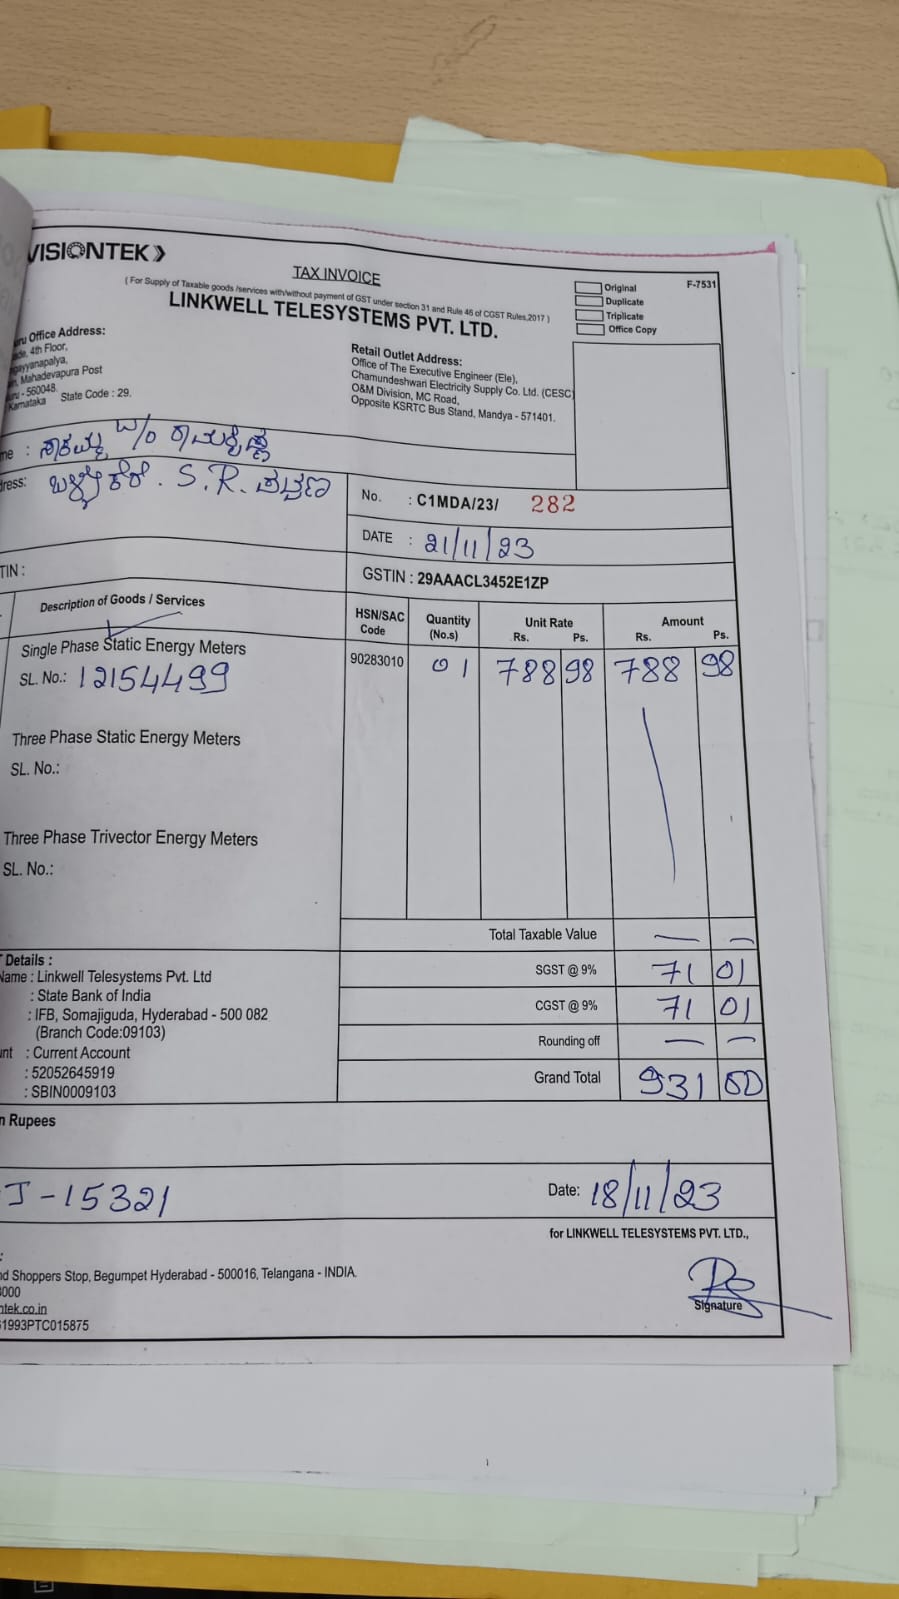 VISIONTEK
TAX INVOICE
( For Supply of Taxable goods /services with/without payment of GST under section 31 and Rule 46 of CGST Rules,2017 )
LINKWELL TELESYSTEMS PVT. LTD.
Original
Duplicate
Triplicate
Office Copy
F-7531
Office Address:
4th Floor,
Mahadevapura Post
- 560048.
Karnataka State Code : 29.
Retail Outlet Address:
Office of The Executive Engineer (Ele),
Chamundeshwari Electricity Supply Co. Ltd. (CESC)
O&M Division, MC Road,
Opposite KSRTC Bus Stand, Mandya - 571401.
S.R.
No. : C1MDA/23/ 282
DATE : 21/11/23
GSTIN : 29AAACL3452E1ZP
Description of Goods / Services
HSN/SAC Code
Quantity (No.s)
Unit Rate Rs. Ps.
Amount Rs. Ps.
Single Phase Static Energy Meters
90283010 01 788 98 788 98
SL. No.: 12154499
Three Phase Static Energy Meters
SL. No.:
Three Phase Trivector Energy Meters
SL. No.:
Total Taxable Value — —
SGST @ 9% 71 01
CGST @ 9% 71 01
Rounding off — —
Grand Total 931 00
Details :
: Linkwell Telesystems Pvt. Ltd
: State Bank of India
: IFB, Somajiguda, Hyderabad - 500 082
(Branch Code:09103)
: Current Account
: 52052645919
: SBIN0009103
Rupees
J-15321
Date: 18/11/23
for LINKWELL TELESYSTEMS PVT. LTD.,
Shoppers Stop, Begumpet Hyderabad - 500016, Telangana - INDIA.
Signature
1993PTC015875